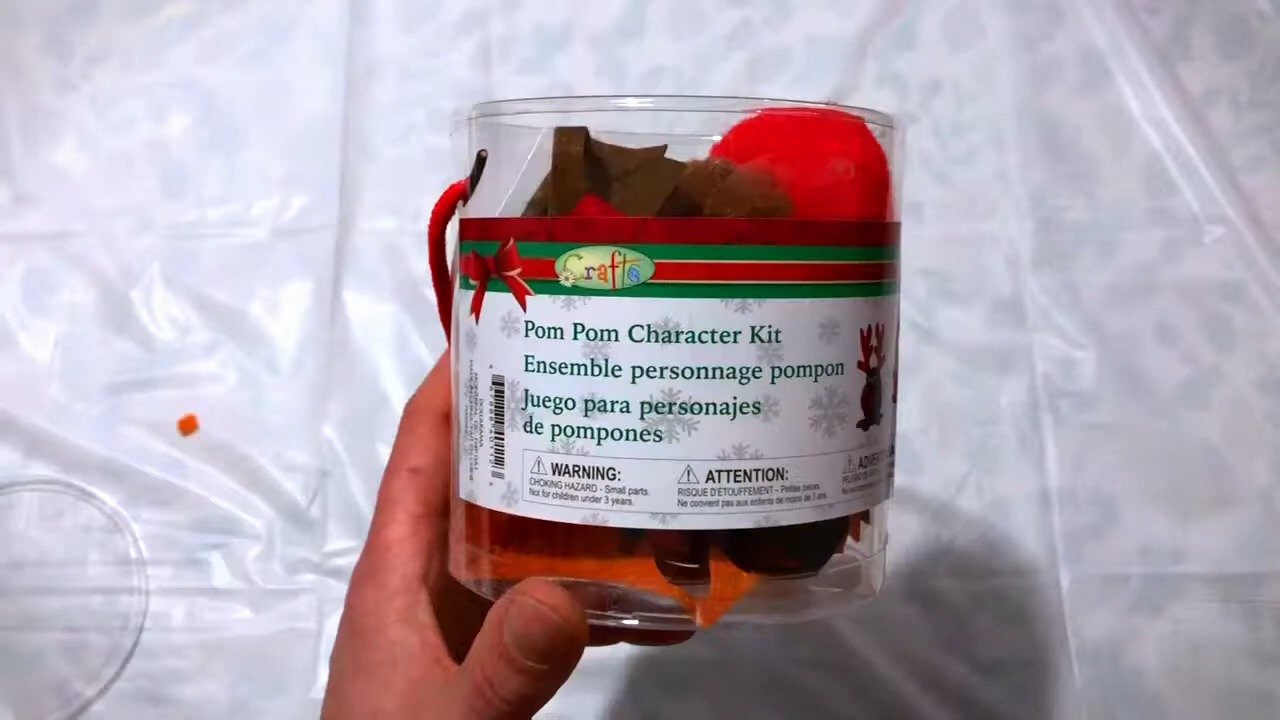 Crafts
Pom Pom Character Kit
Ensemble personnage pompon
Juego para personajes
de pompones
WARNING:
CHOKING HAZARD - Small parts.
Not for children under 3 years.
ATTENTION:
RISQUE D'ÉTOUFFEMENT – Petites pièces.
Ne convient pas aux enfants de moins de 3 ans.
DOLLARAMA